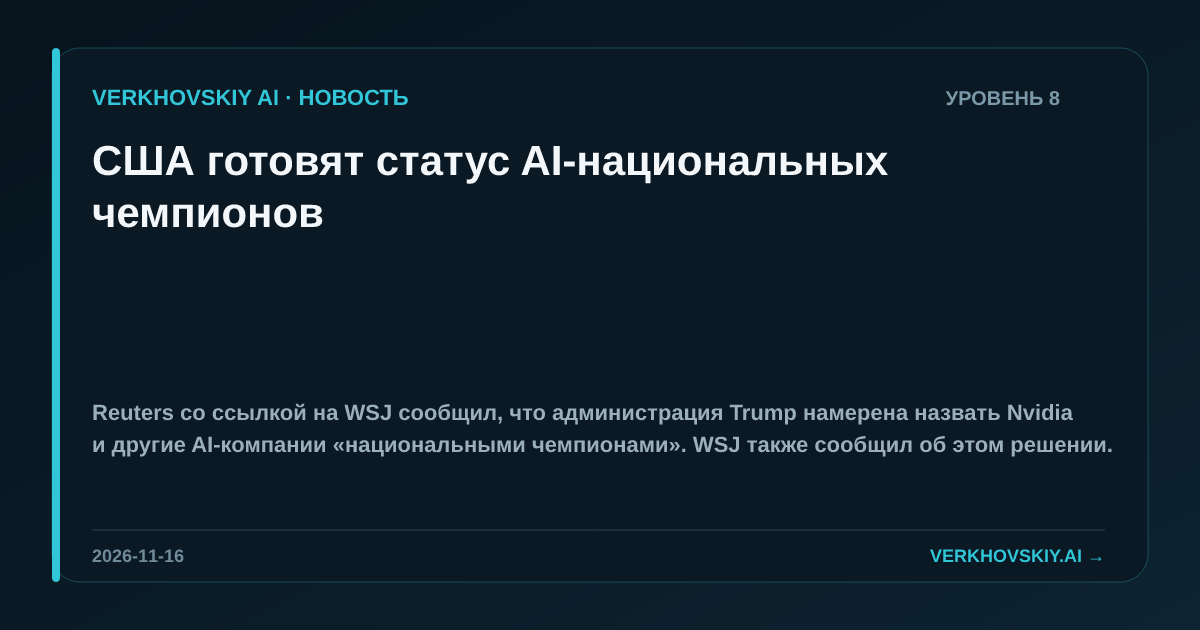 VERKHOVSKIY AI · НОВОСТЬ
УРОВЕНЬ 8
США готовят статус AI-национальных
чемпионов
Reuters со ссылкой на WSJ сообщил, что администрация Trump намерена назвать Nvidia
и другие AI-компании «национальными чемпионами». WSJ также сообщил об этом решении.
2026-11-16
VERKHOVSKIY.AI →